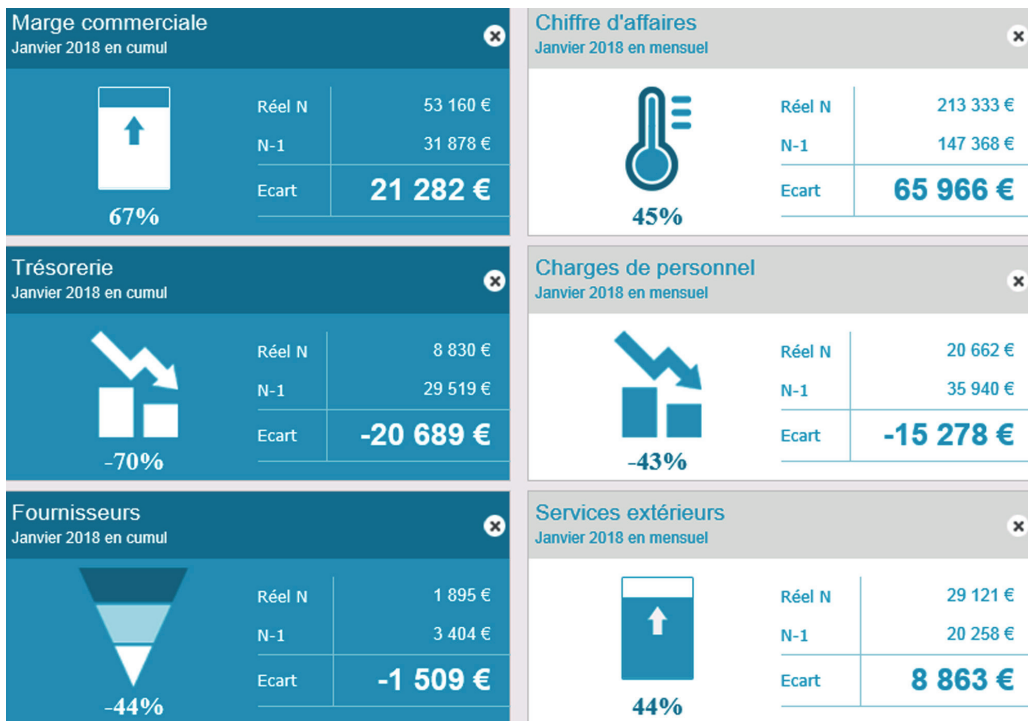 Marge commerciale
Janvier 2018 en cumul
Réel N 53 160 €
N-1 31 878 €
Ecart 21 282 €
67%
Chiffre d'affaires
Janvier 2018 en mensuel
Réel N 213 333 €
N-1 147 368 €
Ecart 65 966 €
45%
Trésorerie
Janvier 2018 en cumul
Réel N 8 830 €
N-1 29 519 €
Ecart -20 689 €
-70%
Charges de personnel
Janvier 2018 en mensuel
Réel N 20 662 €
N-1 35 940 €
Ecart -15 278 €
-43%
Fournisseurs
Janvier 2018 en cumul
Réel N 1 895 €
N-1 3 404 €
Ecart -1 509 €
-44%
Services extérieurs
Janvier 2018 en mensuel
Réel N 29 121 €
N-1 20 258 €
Ecart 8 863 €
44%